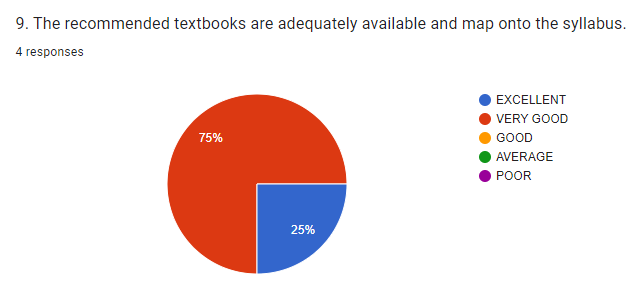 9. The recommended textbooks are adequately available and map onto the syllabus.
4 responses
EXCELLENT
VERY GOOD
GOOD
AVERAGE
POOR
75%
25%